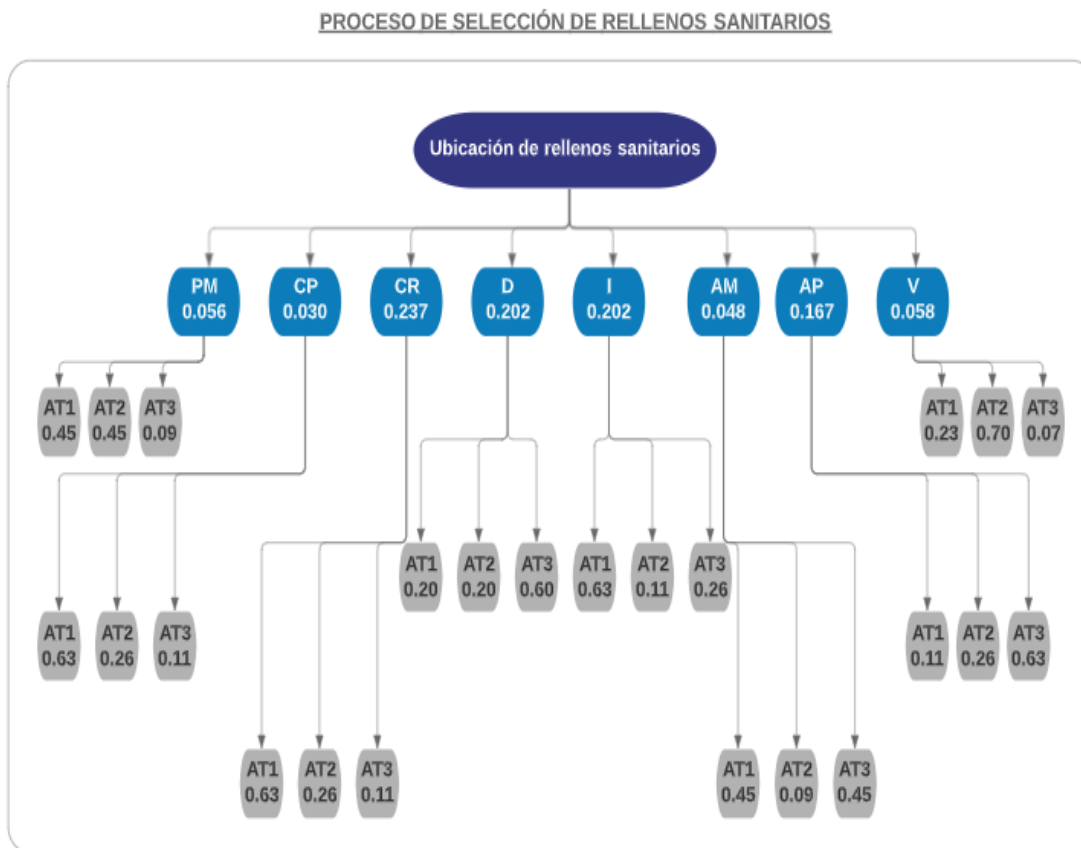 PROCESO DE SELECCIÓN DE RELLENOS SANITARIOS
Ubicación de rellenos sanitarios
PM
0.056
CP
0.030
CR
0.237
D
0.202
I
0.202
AM
0.048
AP
0.167
V
0.058
AT1
0.45
AT2
0.45
AT3
0.09
AT1
0.23
AT2
0.70
AT3
0.07
AT1
0.20
AT2
0.20
AT3
0.60
AT1
0.63
AT2
0.11
AT3
0.26
AT1
0.63
AT2
0.26
AT3
0.11
AT1
0.11
AT2
0.26
AT3
0.63
AT1
0.63
AT2
0.26
AT3
0.11
AT1
0.45
AT2
0.09
AT3
0.45